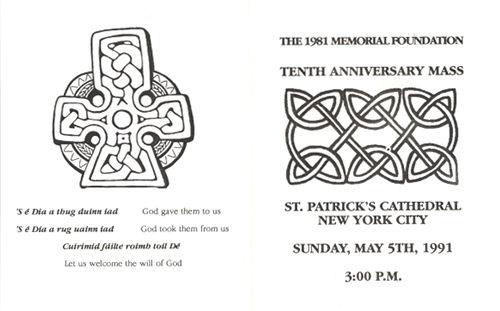 'S é Dia a thug duinn iad God gave them to us
'S é Dia a rug uainn iad God took them from us
Cuirimid fáilte roimh toil Dé
Let us welcome the will of God
THE 1981 MEMORIAL FOUNDATION
TENTH ANNIVERSARY MASS
ST. PATRICK'S CATHEDRAL
NEW YORK CITY
SUNDAY, MAY 5TH, 1991
3:00 P.M.